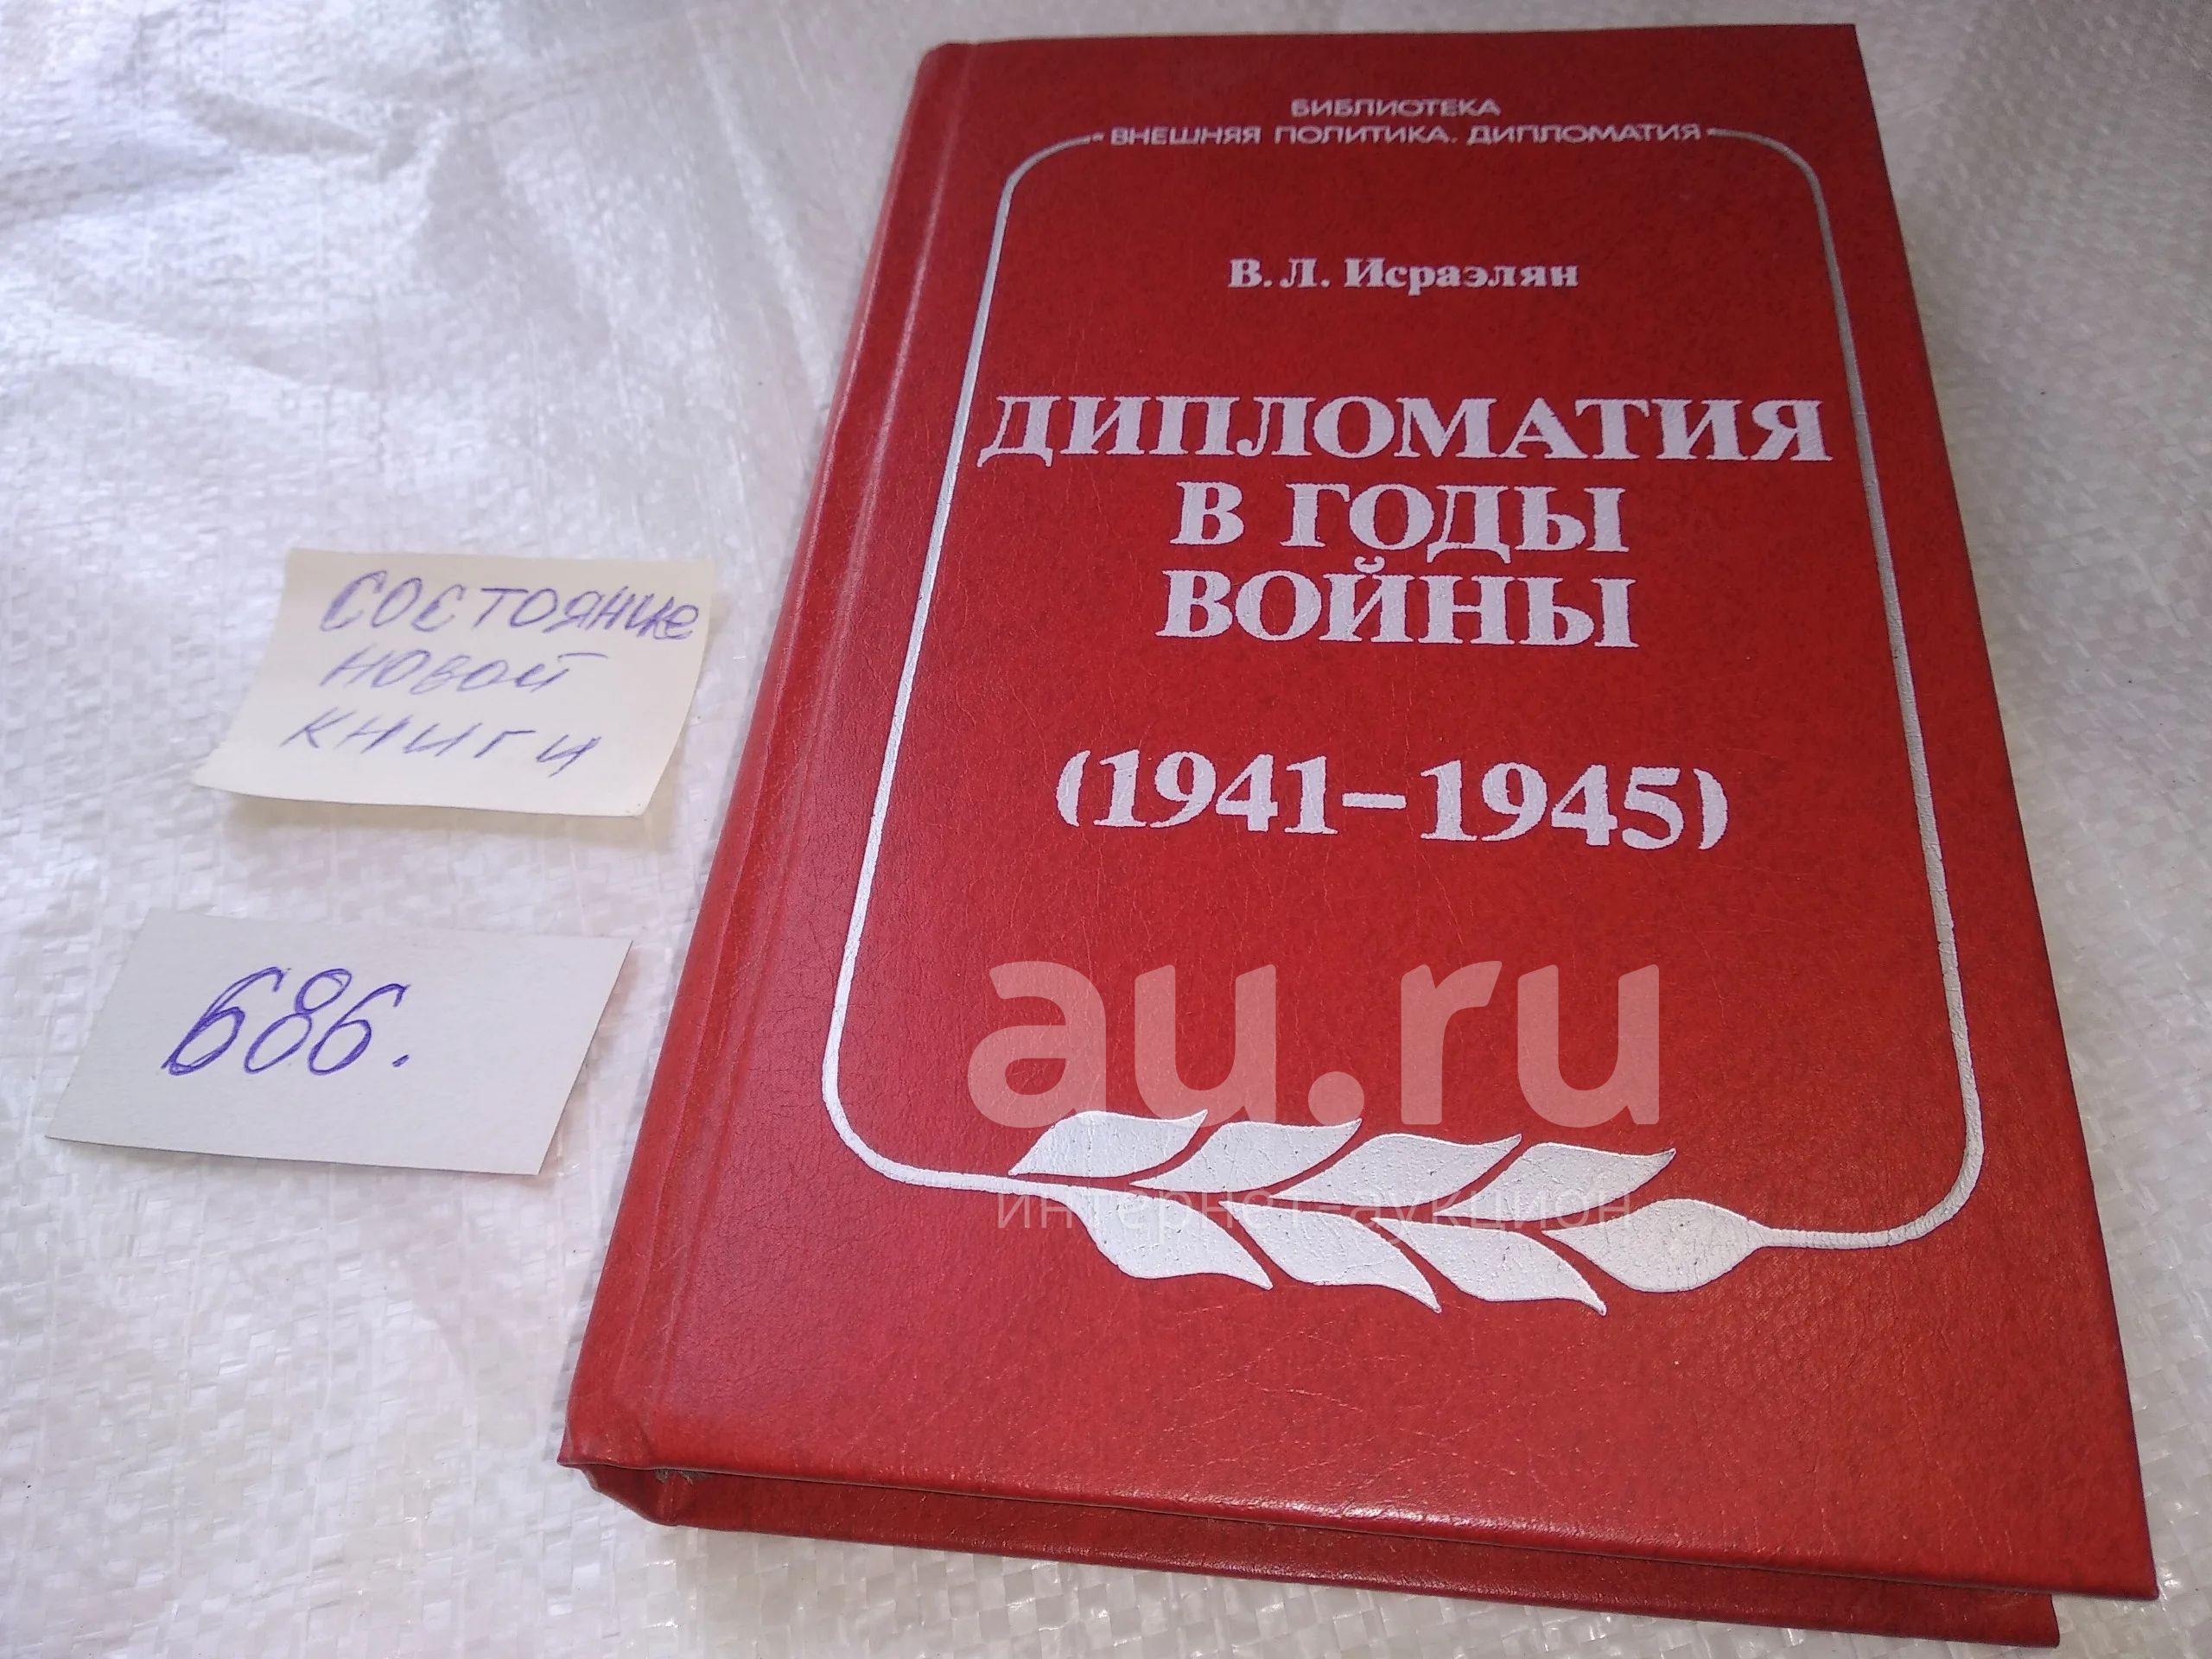 БИБЛИОТЕКА
"ВНЕШНЯЯ ПОЛИТИКА. ДИПЛОМАТИЯ"
В. Л. Исраэлян
ДИПЛОМАТИЯ
В ГОДЫ
ВОЙНЫ
(1941–1945)
состояние
новой
книги
686.
au.ru
интернет-аукцион